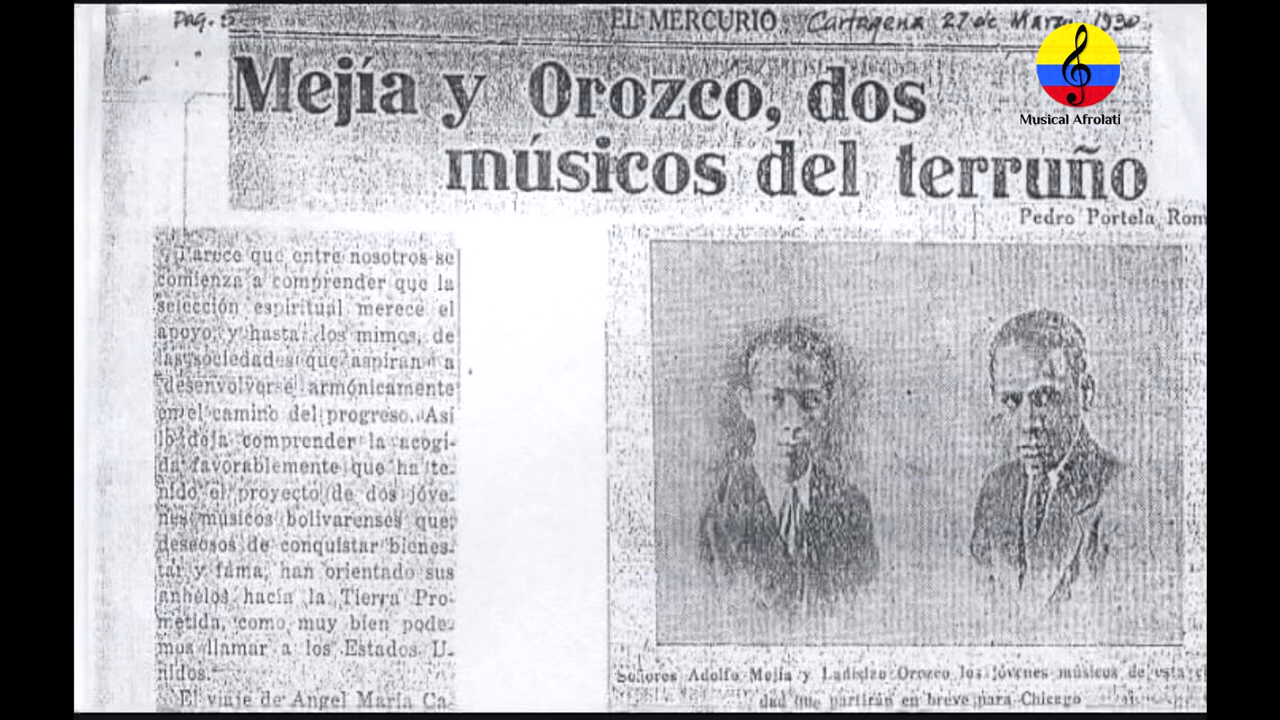 Pag.
EL MERCURIO Cartagena 27 de Marzo 1930
Musical Afrolati
Mejía y Orozco, dos
músicos del terruño
Pedro Portela Rom
Parece que entre nosotros se
comienza a comprender que la
selección espiritual merece el
apoyo, y hasta los mimos, de
las sociedades que aspiran a
desenvolverse armónicamente
en el camino del progreso. Así
lo deja comprender la acogi-
da favorablemente que ha te-
nido el proyecto de dos jóve-
nes músicos bolivarenses que,
deseosos de conquistar bienes-
tar y fama, han orientado sus
anhelos hacía la Tierra Pro-
metida, como muy bien pode-
mos llamar a los Estados U-
nidos.
El viaje de Angel María Ca-
Señores Adolfo Mejía y Ladislao Orozco los jóvenes músicos de esta
dad que partirán en breve para Chicago